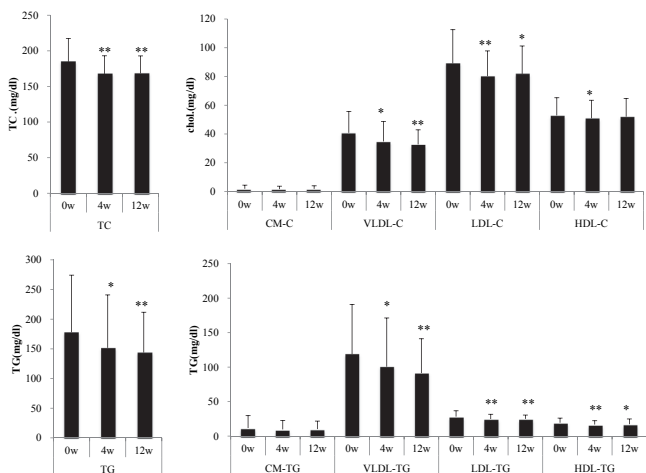 TC.(mg/dl)
200
150
100
50
0
** **
0w 4w 12w
TC
chol.(mg/dl)
120
100
80
60
40
20
0
* ** ** * *
0w 4w 12w 0w 4w 12w 0w 4w 12w 0w 4w 12w
CM-C VLDL-C LDL-C HDL-C
TG(mg/dl)
300
250
200
150
100
50
0
* **
0w 4w 12w
TG
TG(mg/dl)
250
200
150
100
50
0
* ** ** ** ** *
0w 4w 12w 0w 4w 12w 0w 4w 12w 0w 4w 12w
CM-TG VLDL-TG LDL-TG HDL-TG